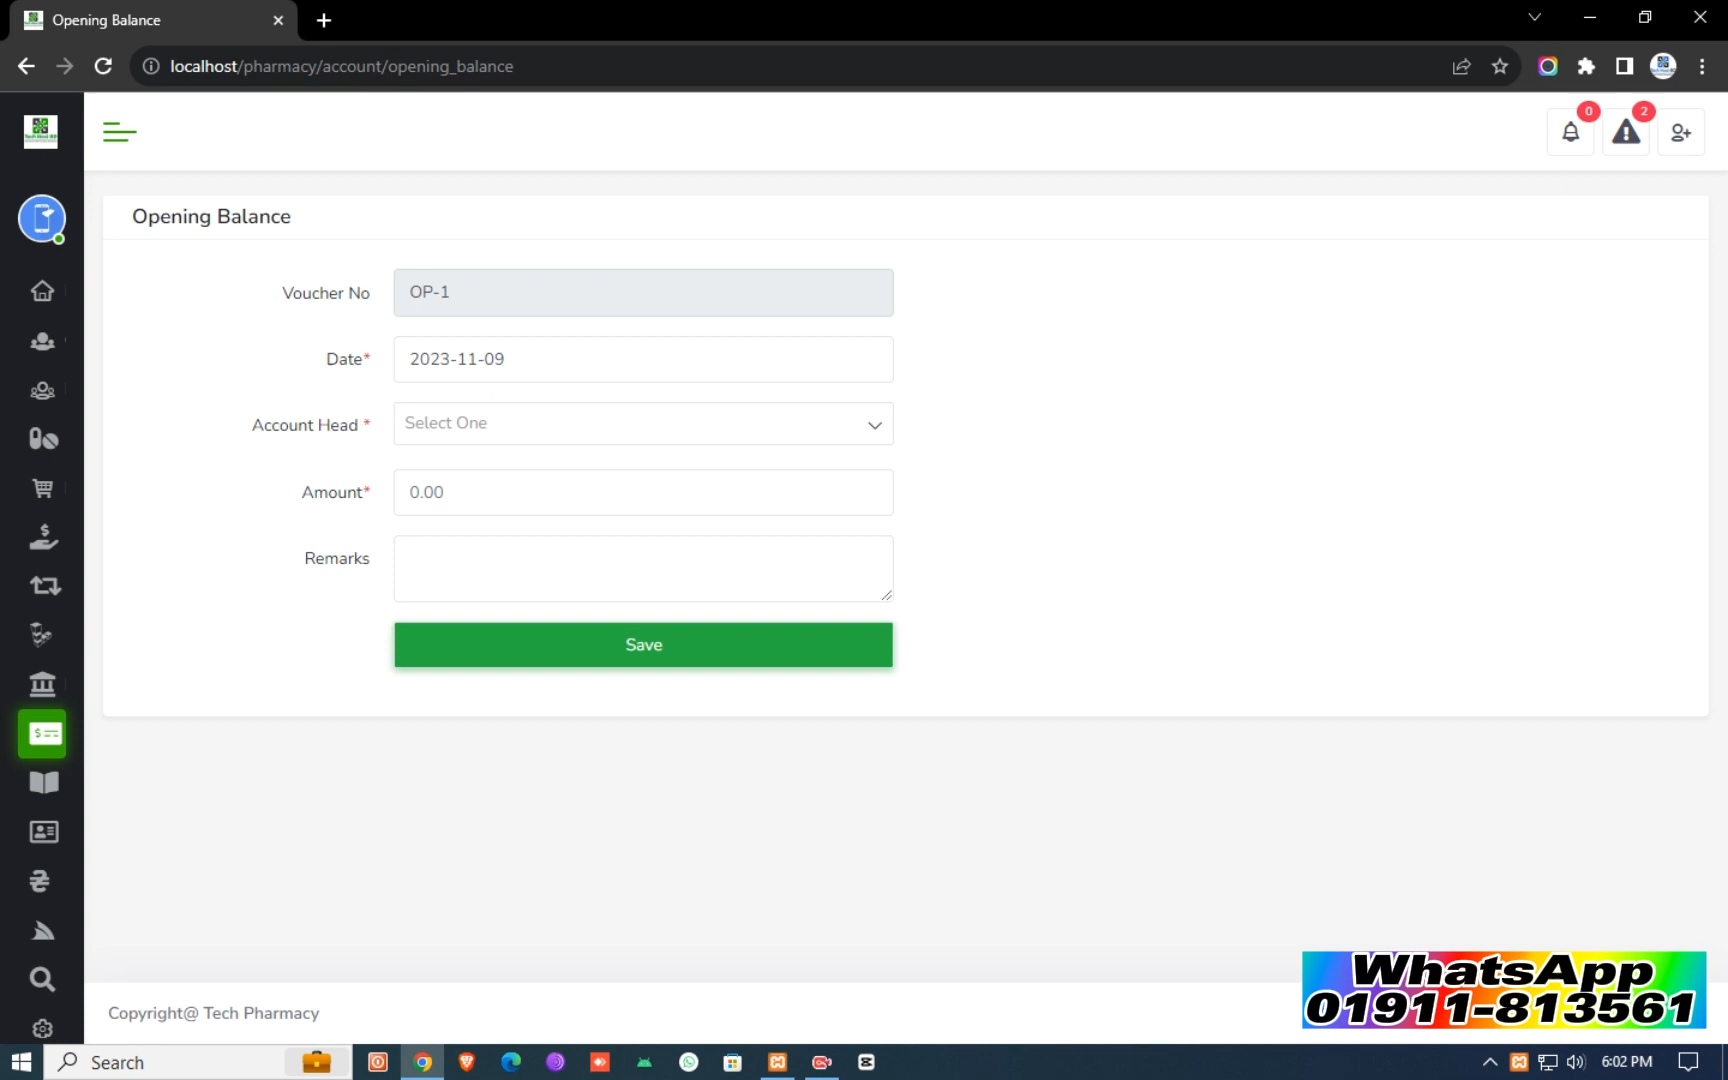 Opening Balance
localhost/pharmacy/account/opening_balance
0
2
Opening Balance
Voucher No
OP-1
Date*
2023-11-09
Account Head *
Select One
Amount*
0.00
Remarks
Save
Copyright@ Tech Pharmacy
WhatsApp
01911-813561
Search
6:02 PM